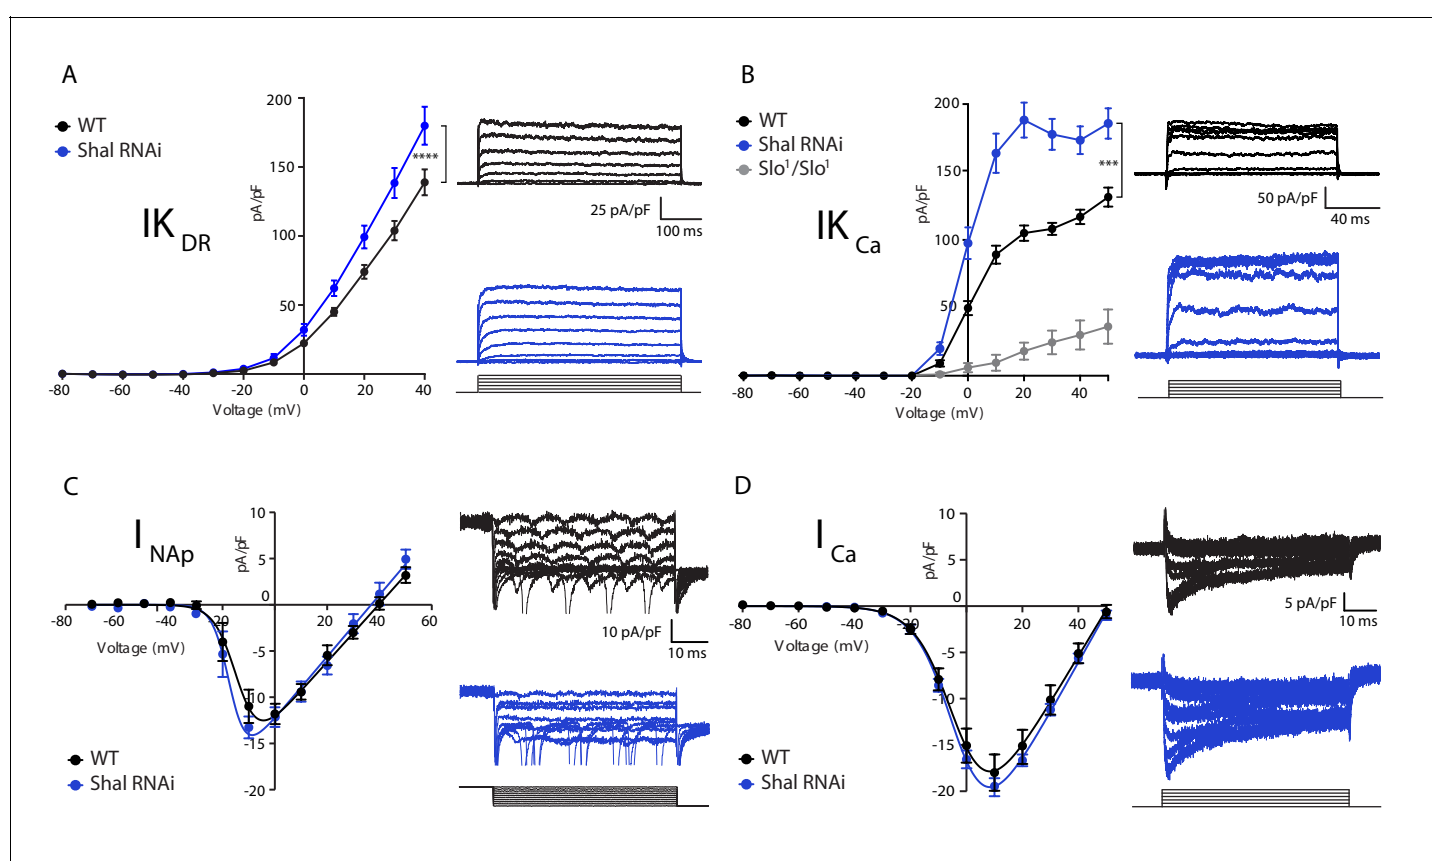 A
WT
Shal RNAi
IK DR
200
150
100
50
pA/pF
-80 -60 -40 -20 0 20 40
Voltage (mV)
****
25 pA/pF
100 ms
B
WT
Shal RNAi
Slo1/Slo1
IK Ca
200
150
100
50
pA/pF
-80 -60 -40 -20 0 20 40
Voltage (mV)
***
50 pA/pF
40 ms
C
I NAp
10
5
0
-5
-10
-15
-20
pA/pF
-80 -60 -40 -20 20 40 60
Voltage (mV)
WT
Shal RNAi
10 pA/pF
10 ms
D
I Ca
10
5
0
-5
-10
-15
-20
pA/pF
-80 -60 -40 -20 20 40
Voltage (mV)
WT
Shal RNAi
5 pA/pF
10 ms